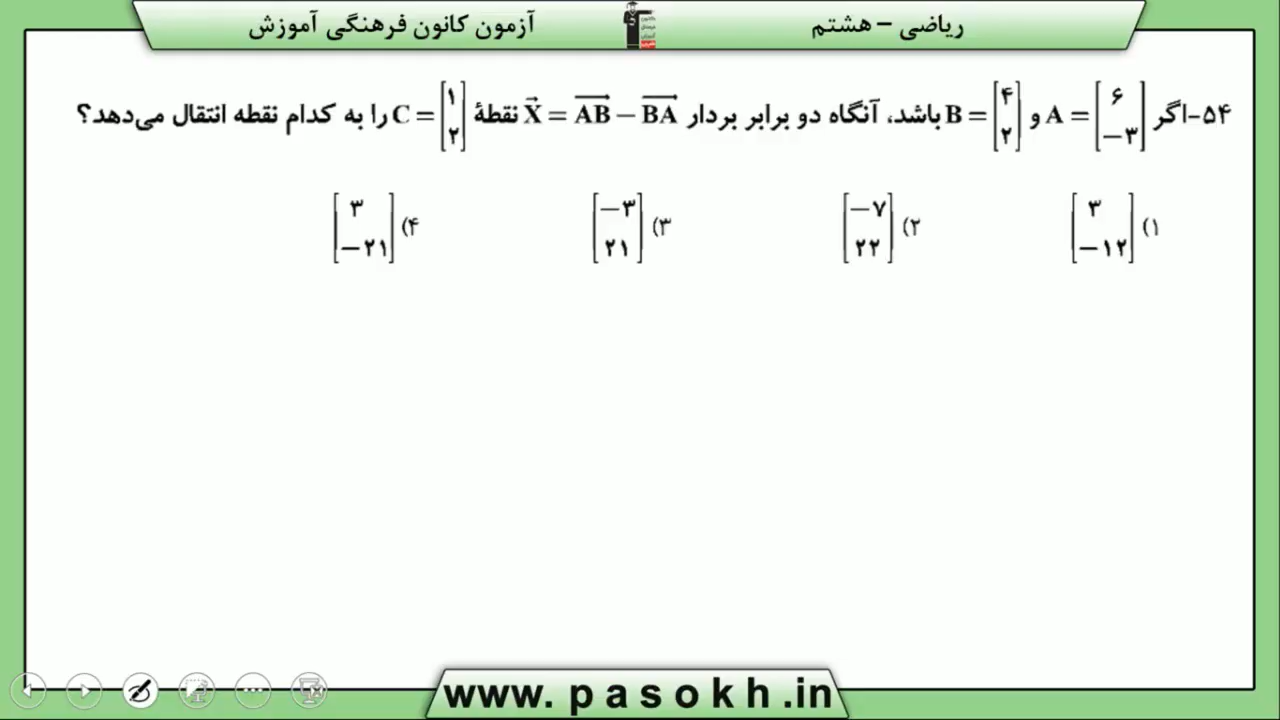 ریاضی – هشتم
آزمون کانون فرهنگی آموزش
۵۴-اگر A = [۶ −۳] و B = [۴ ۲] باشد، آنگاه دو برابر بردار X = AB − BA نقطهٔ C = [۱ ۲] را به کدام نقطه انتقال می‌دهد؟
۱) [۳ −۱۲] ۲) [−۷ ۲۲] ۳) [−۳ ۲۱] ۴) [۳ −۲۱]
www. p a s o k h .in